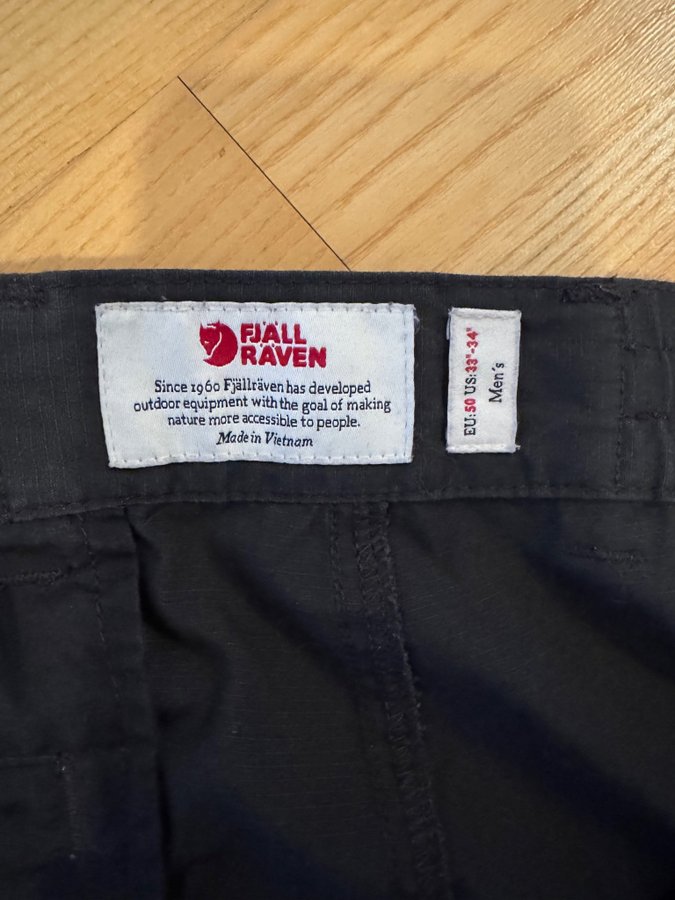 FJÄLL
RÄVEN
Since 1960 Fjällräven has developed
outdoor equipment with the goal of making
nature more accessible to people.
Made in Vietnam
EU:50 US:33"-34"
Men´s